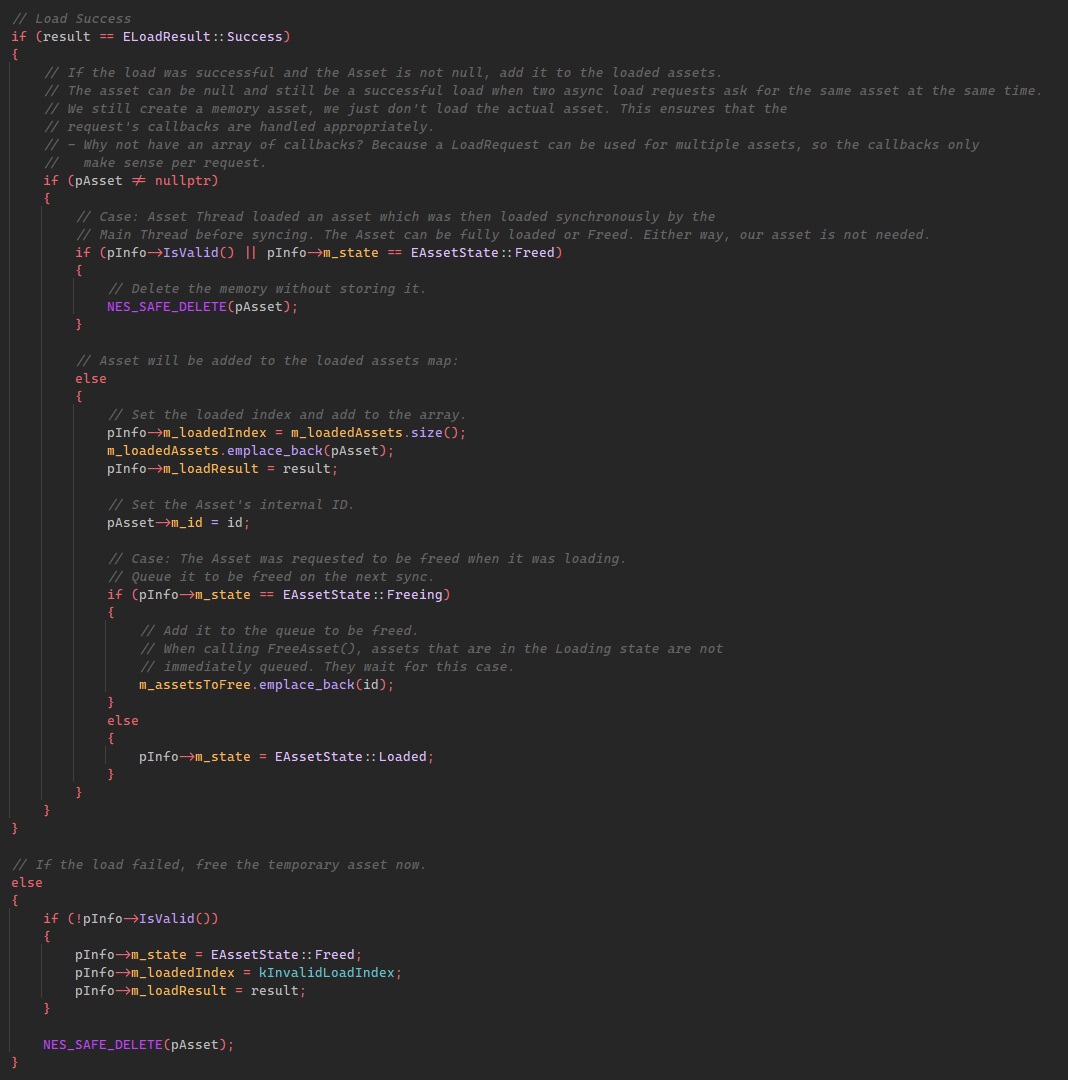 // Load Success
if (result == ELoadResult::Success)
{
    // If the load was successful and the Asset is not null, add it to the loaded assets.
    // The asset can be null and still be a successful load when two async load requests ask for the same asset at the same time.
    // We still create a memory asset, we just don't load the actual asset. This ensures that the
    // request's callbacks are handled appropriately.
    // - Why not have an array of callbacks? Because a LoadRequest can be used for multiple assets, so the callbacks only
    //   make sense per request.
    if (pAsset != nullptr)
    {
        // Case: Asset Thread loaded an asset which was then loaded synchronously by the
        // Main Thread before syncing. The Asset can be fully loaded or Freed. Either way, our asset is not needed.
        if (pInfo->IsValid() || pInfo->m_state == EAssetState::Freed)
        {
            // Delete the memory without storing it.
            NES_SAFE_DELETE(pAsset);
        }

        // Asset will be added to the loaded assets map:
        else
        {
            // Set the loaded index and add to the array.
            pInfo->m_loadedIndex = m_loadedAssets.size();
            m_loadedAssets.emplace_back(pAsset);
            pInfo->m_loadResult = result;

            // Set the Asset's internal ID.
            pAsset->m_id = id;

            // Case: The Asset was requested to be freed when it was loading.
            // Queue it to be freed on the next sync.
            if (pInfo->m_state == EAssetState::Freeing)
            {
                // Add it to the queue to be freed.
                // When calling FreeAsset(), assets that are in the Loading state are not
                // immediately queued. They wait for this case.
                m_assetsToFree.emplace_back(id);
            }
            else
            {
                pInfo->m_state = EAssetState::Loaded;
            }
        }
    }
}

// If the load failed, free the temporary asset now.
else
{
    if (!pInfo->IsValid())
    {
        pInfo->m_state = EAssetState::Freed;
        pInfo->m_loadedIndex = kInvalidLoadIndex;
        pInfo->m_loadResult = result;
    }

    NES_SAFE_DELETE(pAsset);
}